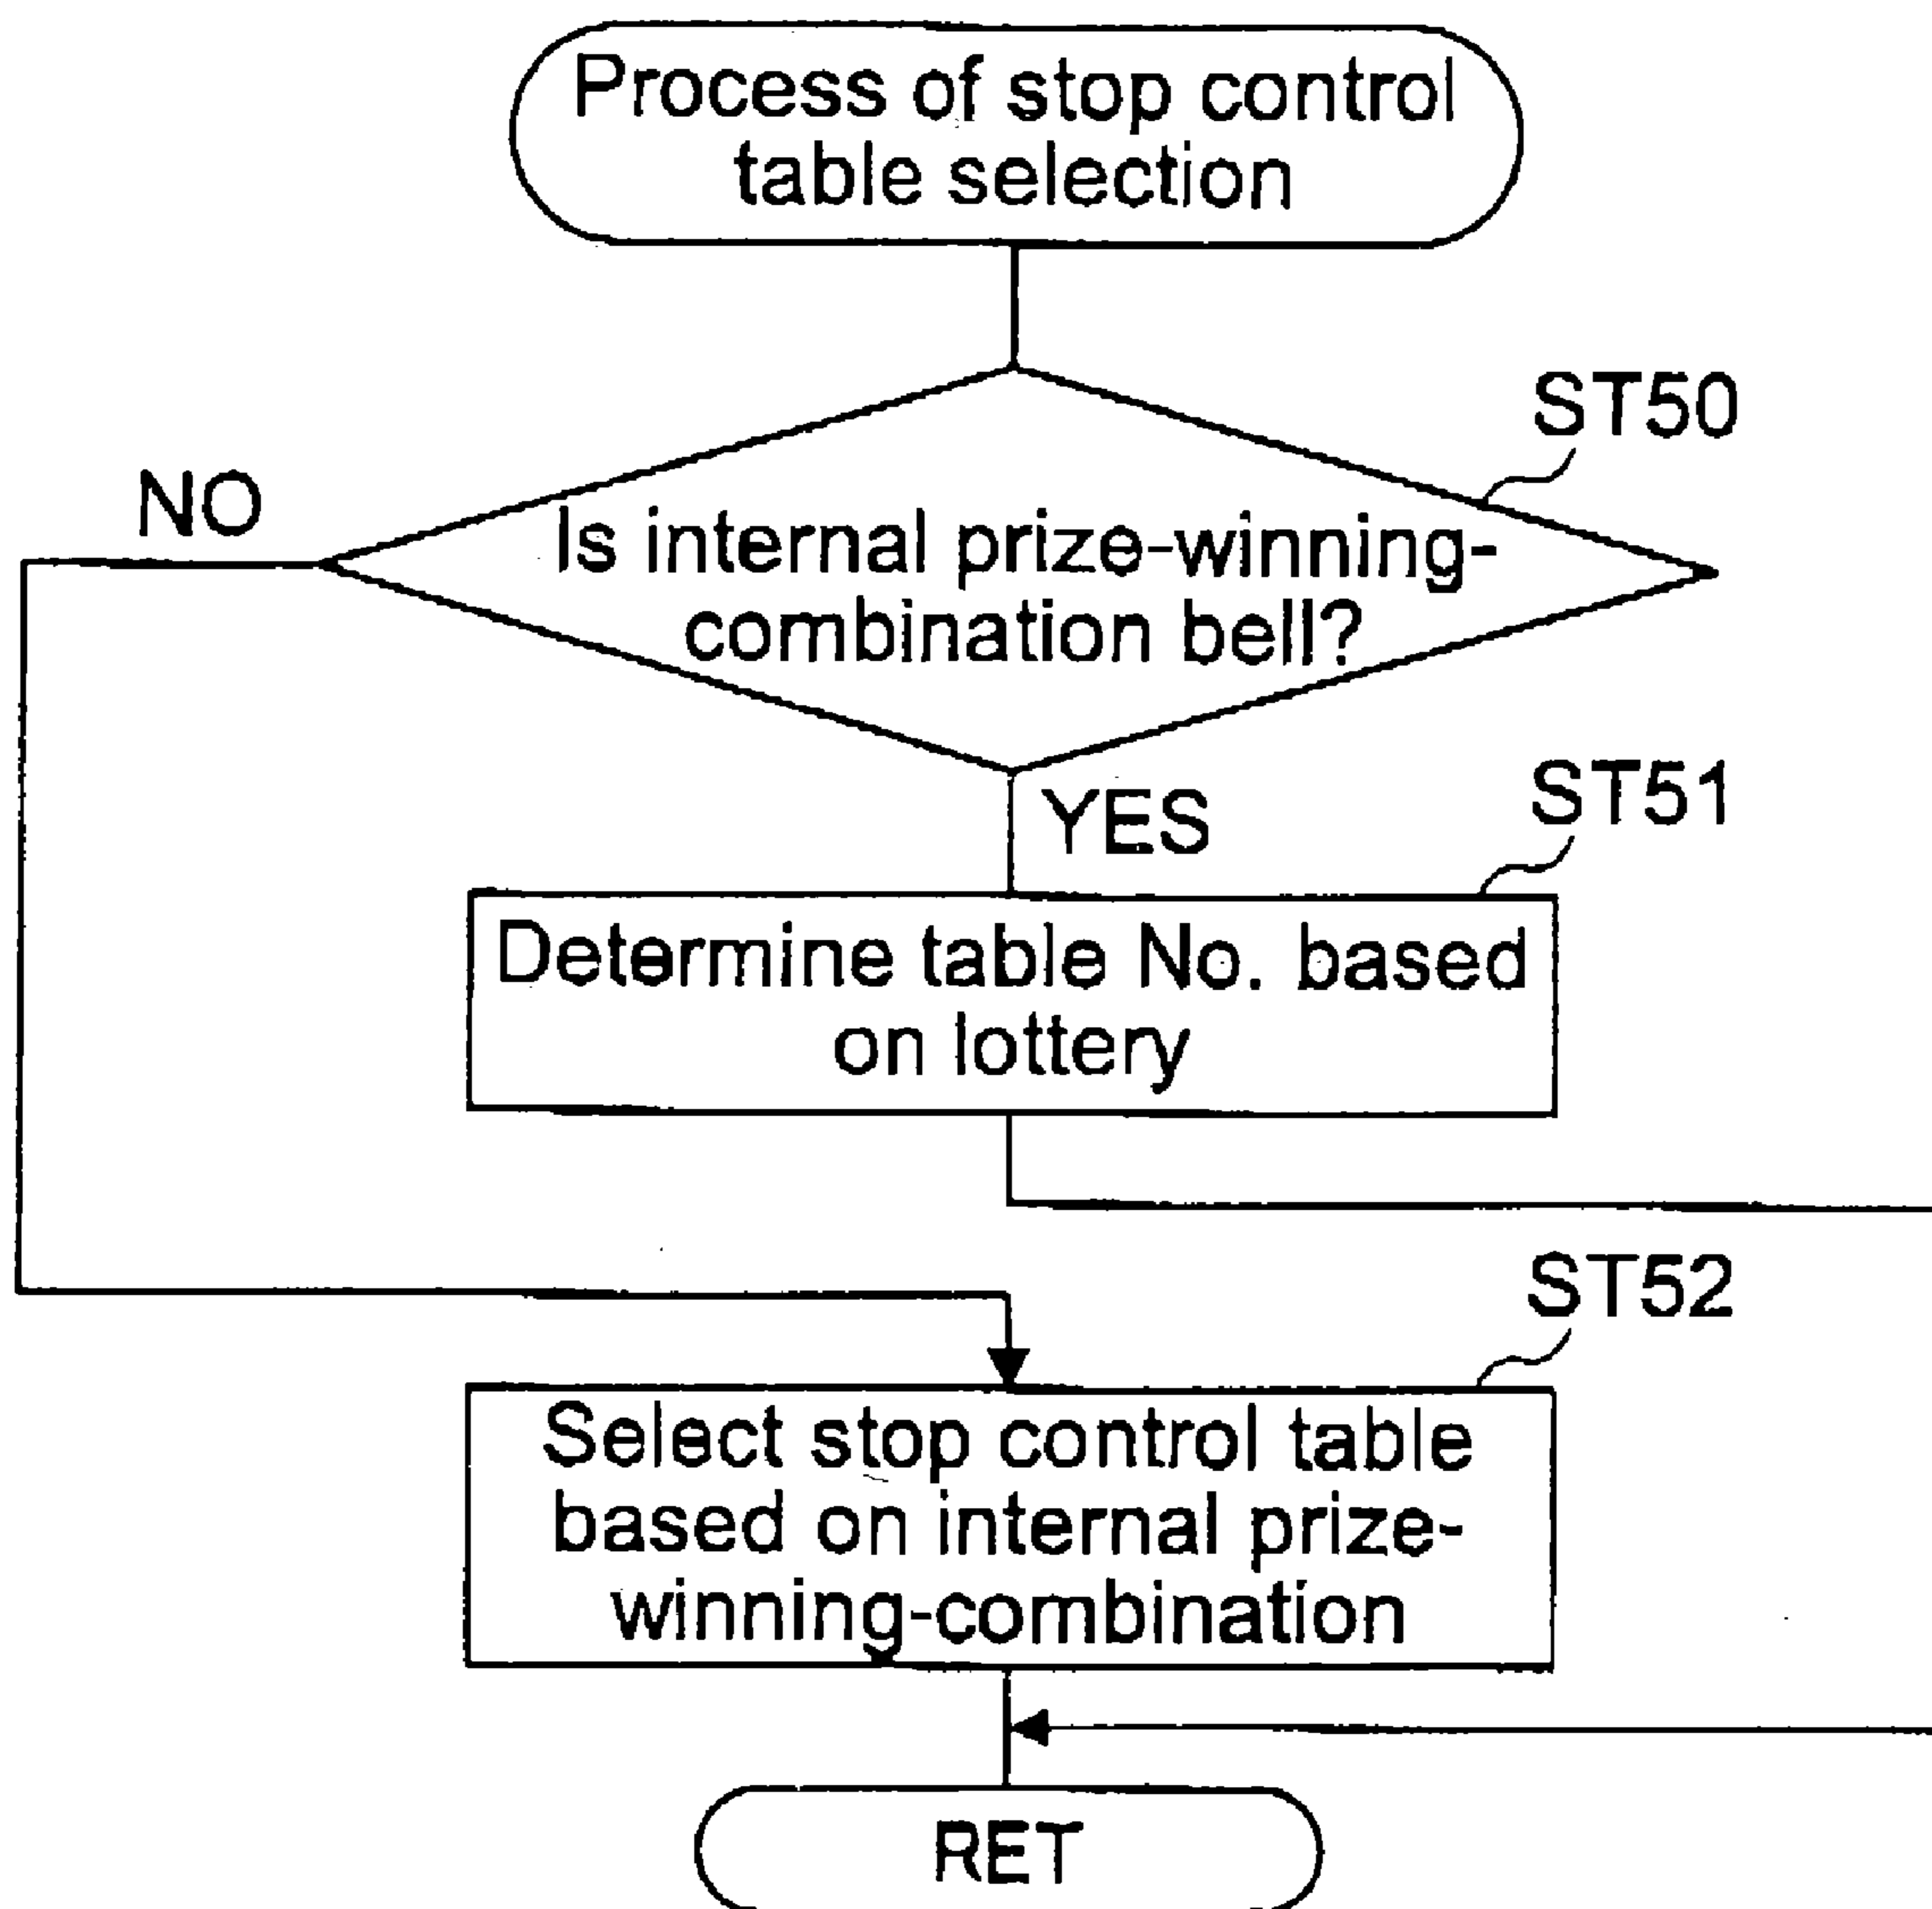 Process of stop control
table selection
ST50
NO
Is internal prize-winning-
combination bell?
YES
ST51
Determine table No. based
on lottery
ST52
Select stop control table
based on internal prize-
winning-combination
RET